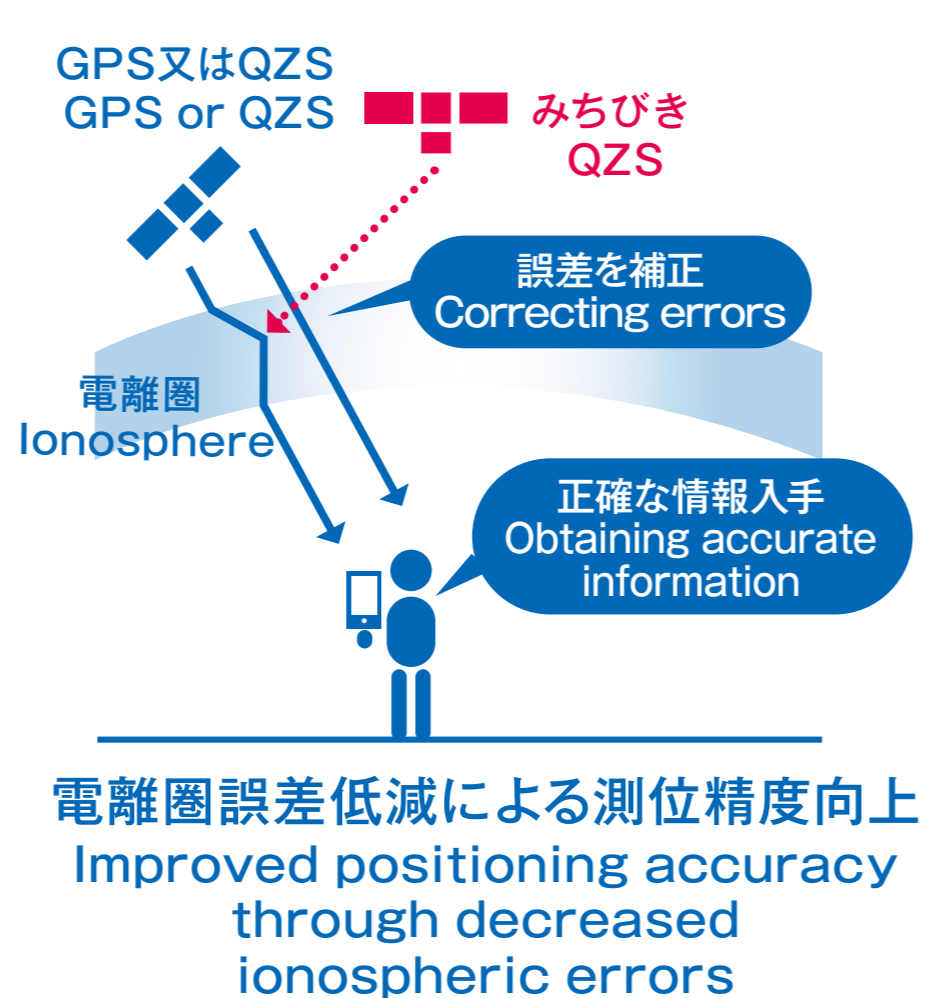 GPS又はQZS
GPS or QZS
みちびき
QZS
誤差を補正
Correcting errors
電離圏
Ionosphere
正確な情報入手
Obtaining accurate
information
電離圏誤差低減による測位精度向上
Improved positioning accuracy
through decreased
ionospheric errors